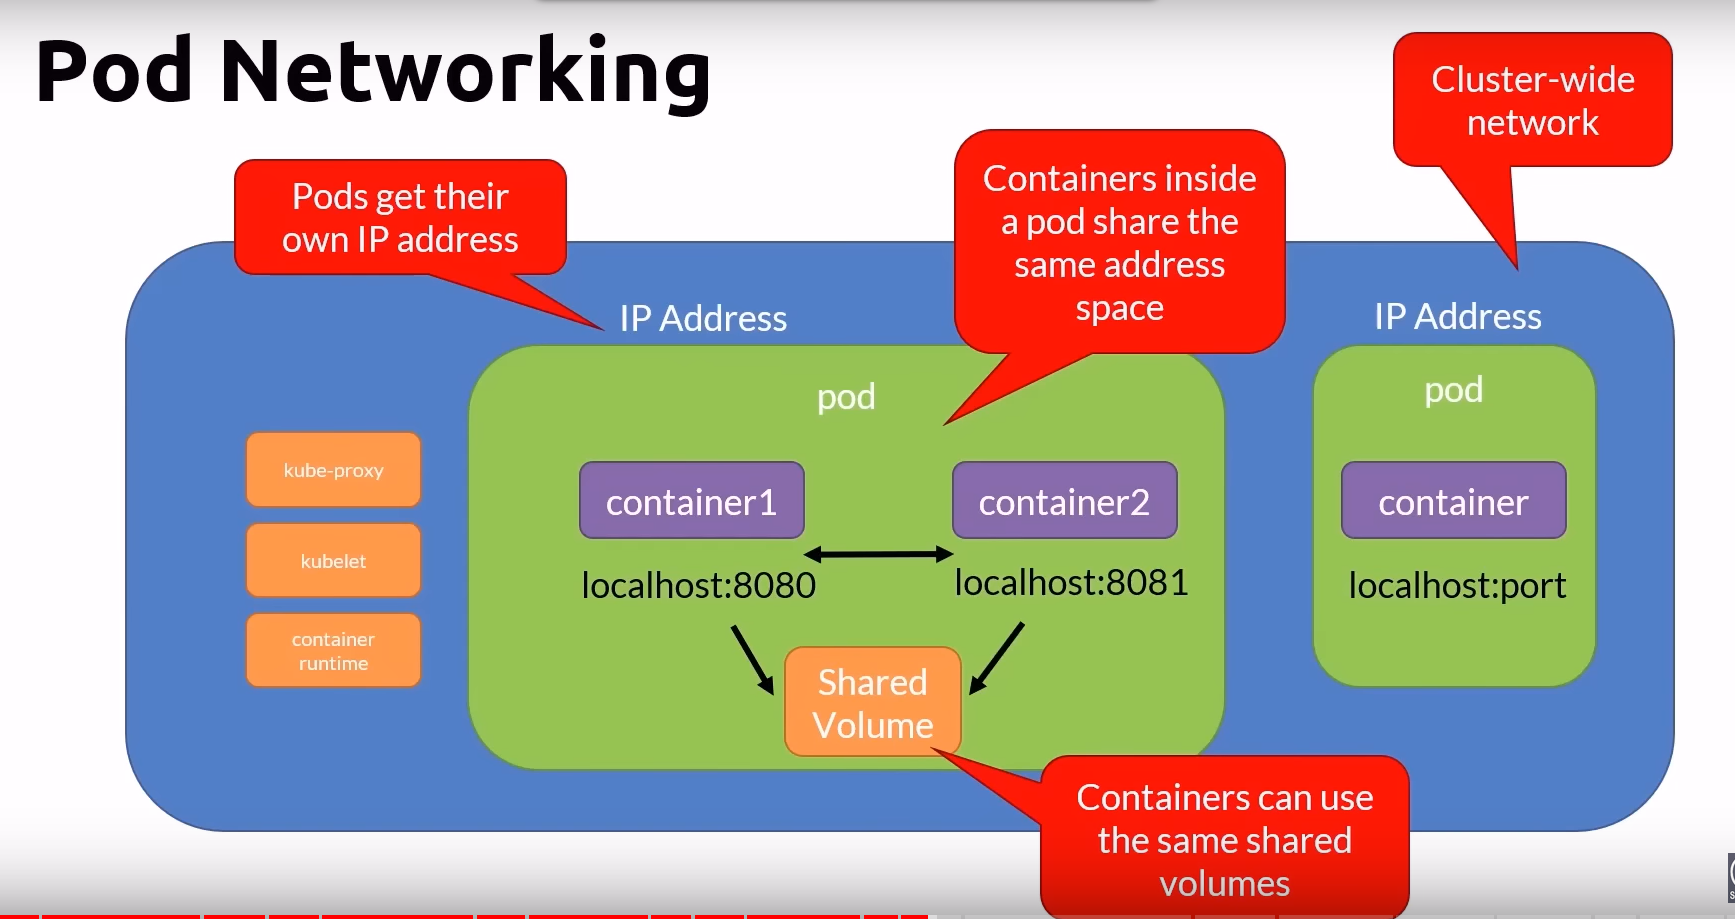 Pod Networking
Cluster-wide
network
Pods get their
own IP address
Containers inside
a pod share the
same address
space
IP Address
IP Address
pod
pod
kube-proxy
kubelet
container
runtime
container1
container2
container
localhost:8080
localhost:8081
localhost:port
Shared
Volume
Containers can use
the same shared
volumes